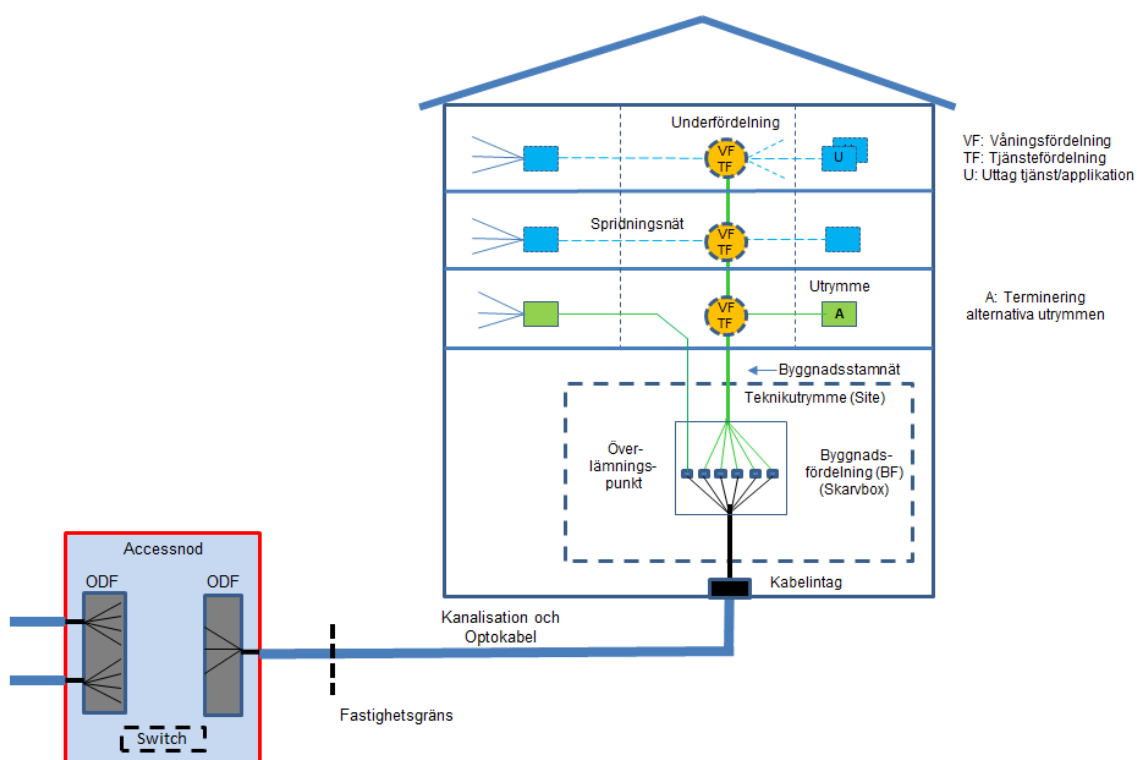 Underfördelning
VF
TF
U
VF: Våningsfördelning
TF: Tjänstefördelning
U: Uttag tjänst/applikation
Spridningsnät
VF
TF
Utrymme
VF
TF
A
A: Terminering
alternativa utrymmen
Byggnadsstamnät
Teknikutrymme (Site)
Över-
lämnings-
punkt
Byggnads-
fördelning (BF)
(Skarvbox)
Kabelintag
Accessnod
ODF
ODF
Kanalisation och
Optokabel
Fastighetsgräns
Switch